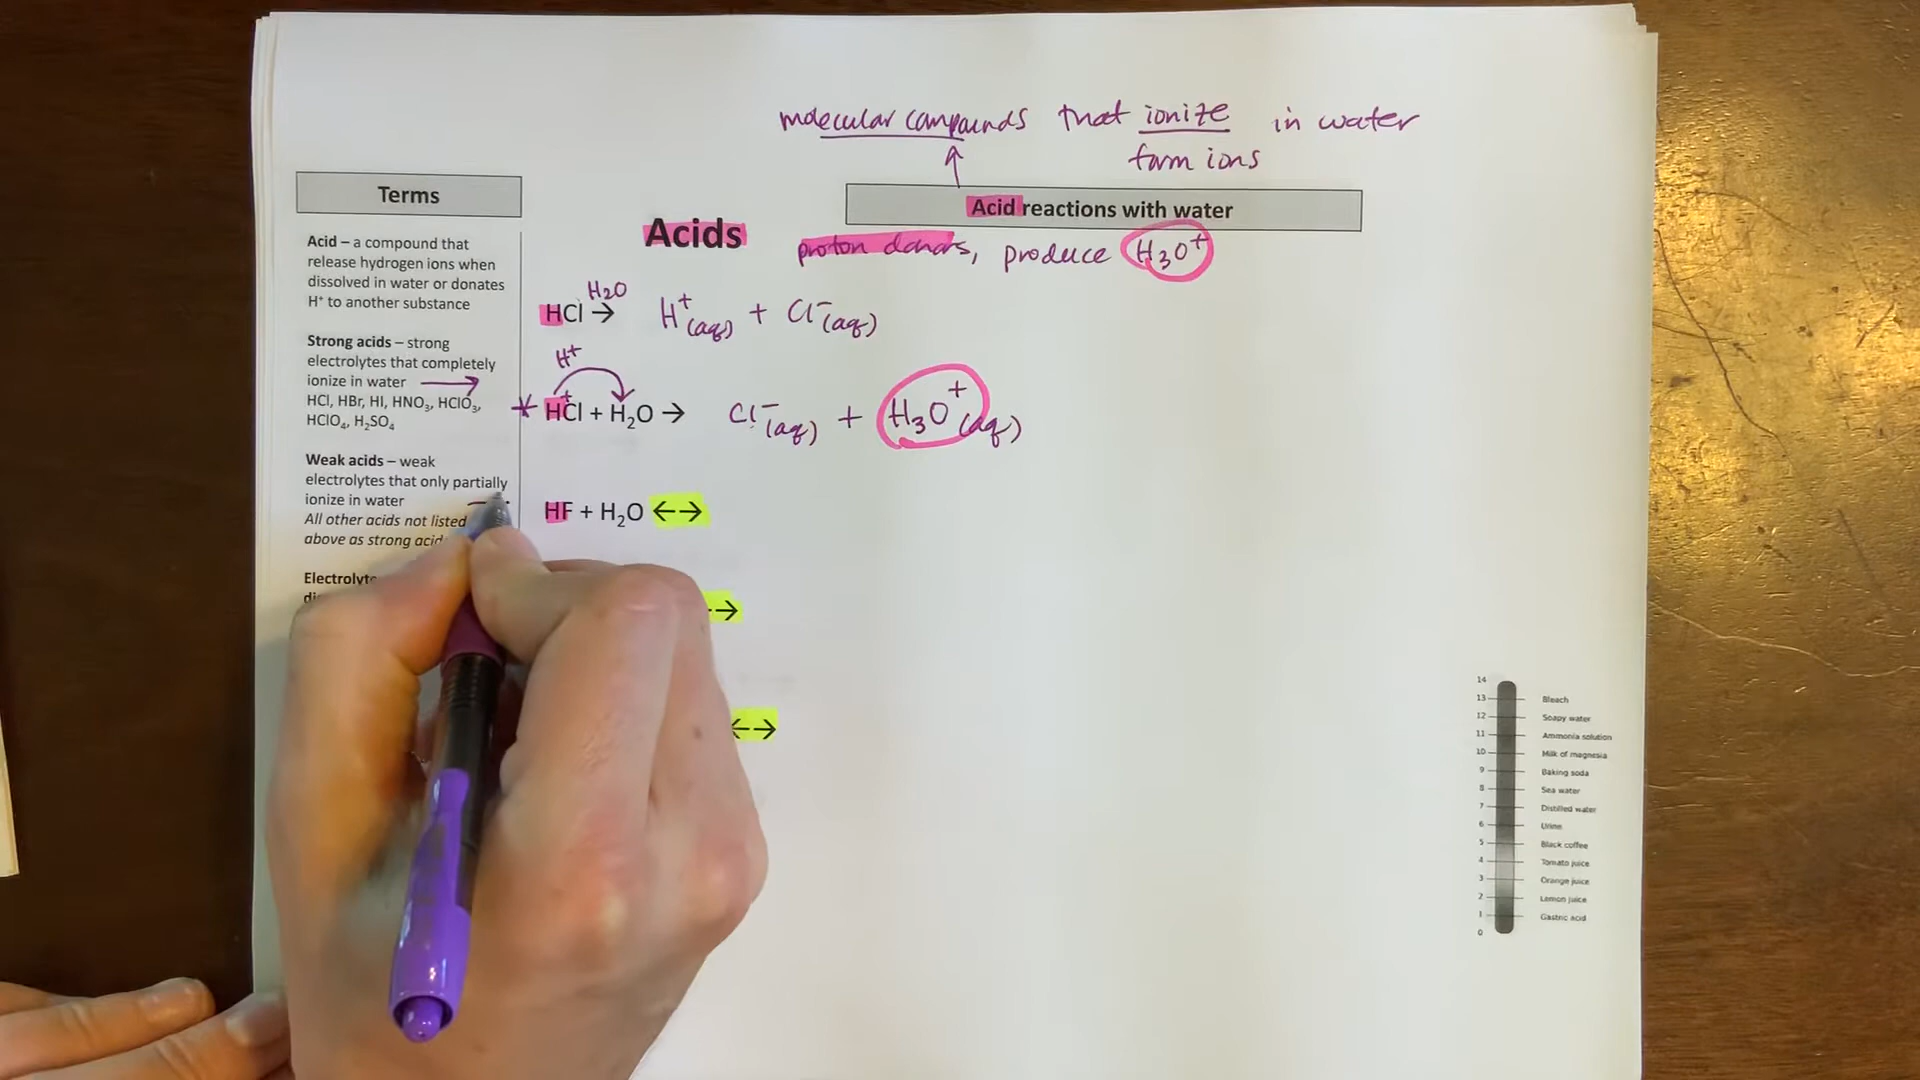 molecular compounds that ionize in water
form ions
Terms
Acid reactions with water
Acids
proton donors, produce H₃O⁺
Acid – a compound that
release hydrogen ions when
dissolved in water or donates
H⁺ to another substance
Strong acids – strong
electrolytes that completely
ionize in water →
HCl, HBr, HI, HNO₃, HClO₃,
HClO₄, H₂SO₄
Weak acids – weak
electrolytes that only partially
ionize in water
All other acids not listed
above as strong acid
H₂O
HCl → H⁺(aq) + Cl⁻(aq)
H⁺
* HCl + H₂O → Cl⁻(aq) + H₃O⁺(aq)
HF + H₂O ←→
→
←→
14
13 Bleach
12 Soapy water
11 Ammonia solution
10 Milk of magnesia
9 Baking soda
8 Sea water
7 Distilled water
6 Urine
5 Black coffee
4 Tomato juice
3 Orange juice
2 Lemon juice
1 Gastric acid
0